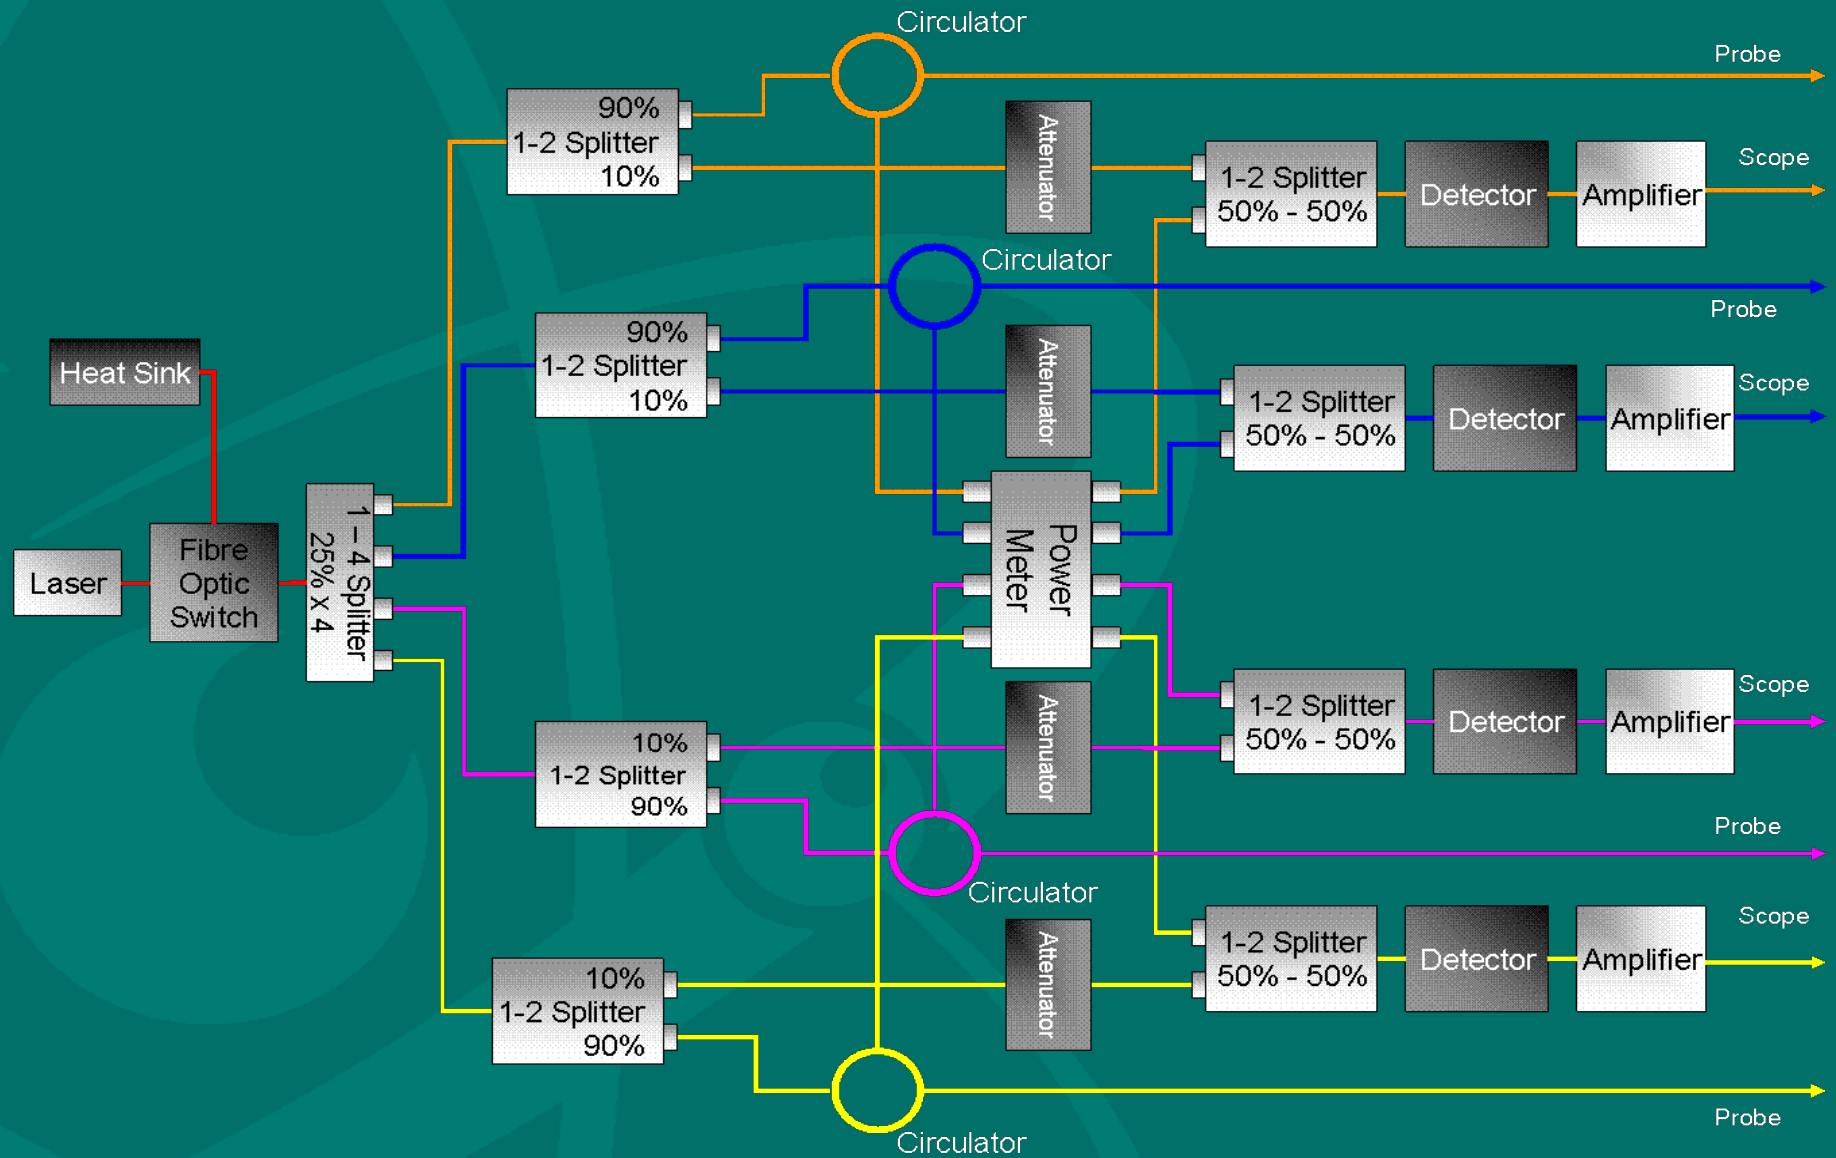 Circulator
Probe
90%
1-2 Splitter
10%
Attenuator
1-2 Splitter
50% - 50%
Detector
Amplifier
Scope
Circulator
Probe
90%
1-2 Splitter
10%
Attenuator
1-2 Splitter
50% - 50%
Detector
Amplifier
Scope
Heat Sink
Laser
Fibre
Optic
Switch
1 – 4 Splitter
25% x 4
Power
Meter
10%
1-2 Splitter
90%
Attenuator
1-2 Splitter
50% - 50%
Detector
Amplifier
Scope
Probe
Circulator
10%
1-2 Splitter
90%
Attenuator
1-2 Splitter
50% - 50%
Detector
Amplifier
Scope
Probe
Circulator